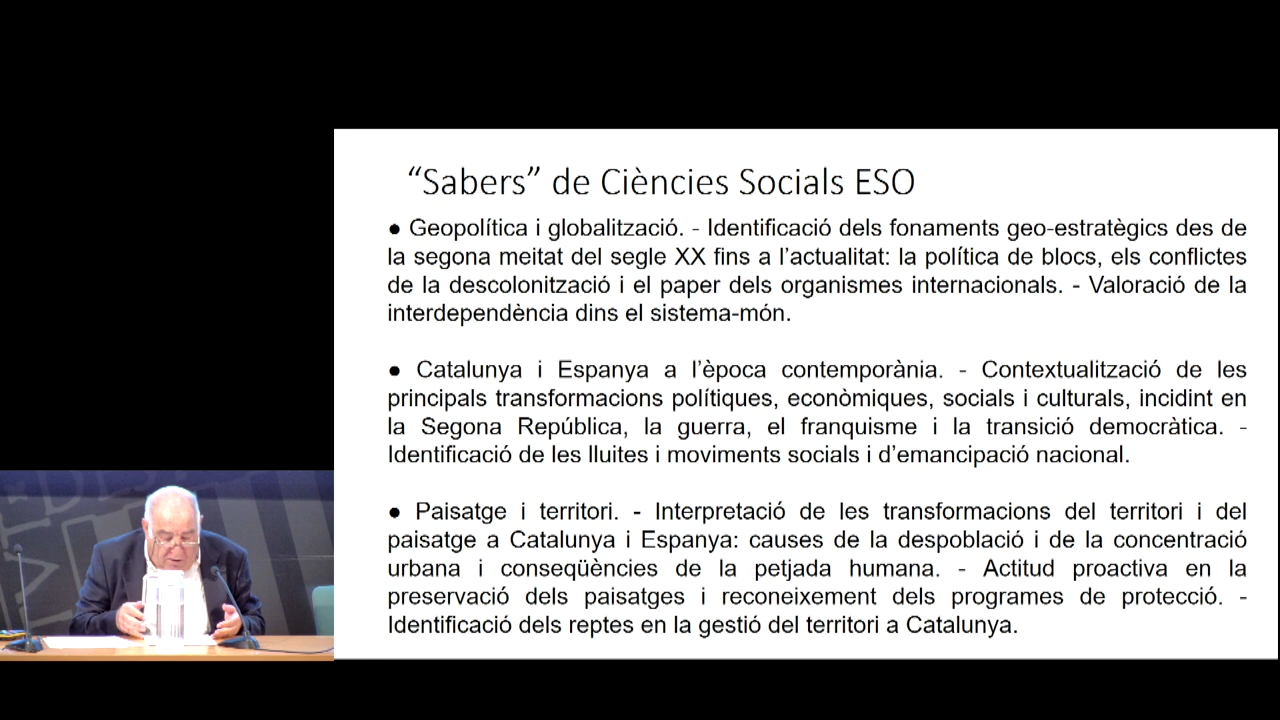 “Sabers” de Ciències Socials ESO
● Geopolítica i globalització. - Identificació dels fonaments geo-estratègics des de
la segona meitat del segle XX fins a l’actualitat: la política de blocs, els conflictes
de la descolonització i el paper dels organismes internacionals. - Valoració de la
interdependència dins el sistema-món.
● Catalunya i Espanya a l’època contemporània. - Contextualització de les
principals transformacions polítiques, econòmiques, socials i culturals, incidint en
la Segona República, la guerra, el franquisme i la transició democràtica. -
Identificació de les lluites i moviments socials i d’emancipació nacional.
● Paisatge i territori. - Interpretació de les transformacions del territori i del
paisatge a Catalunya i Espanya: causes de la despoblació i de la concentració
urbana i conseqüències de la petjada humana. - Actitud proactiva en la
preservació dels paisatges i reconeixement dels programes de protecció. -
Identificació dels reptes en la gestió del territori a Catalunya.